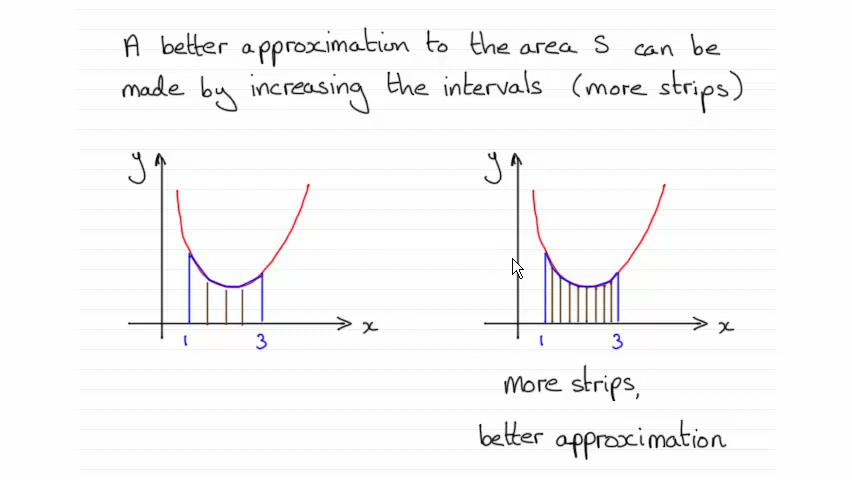 A better approximation to the area S can be
made by increasing the intervals (more strips)
y
x
1
3
y
x
1
3
more strips,
better approximation